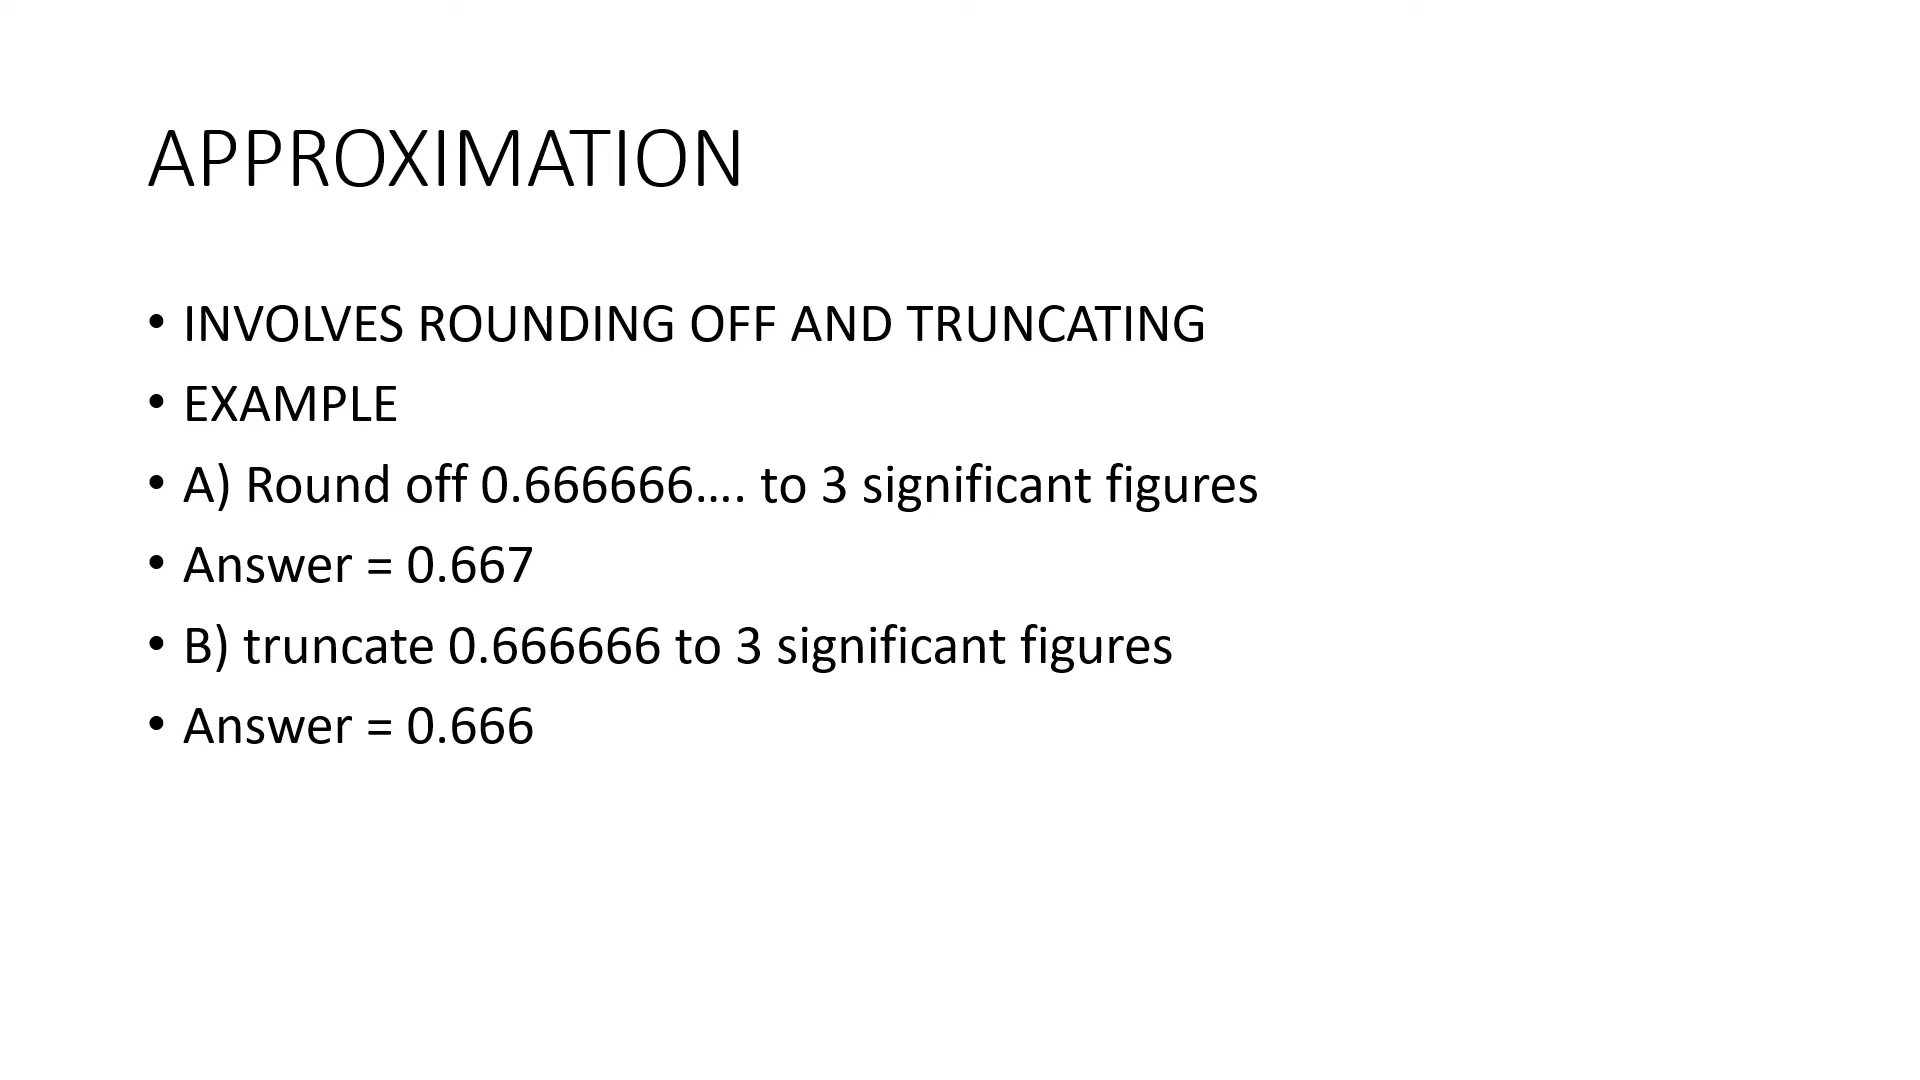 APPROXIMATION
• INVOLVES ROUNDING OFF AND TRUNCATING
• EXAMPLE
• A) Round off 0.666666…. to 3 significant figures
• Answer = 0.667
• B) truncate 0.666666 to 3 significant figures
• Answer = 0.666